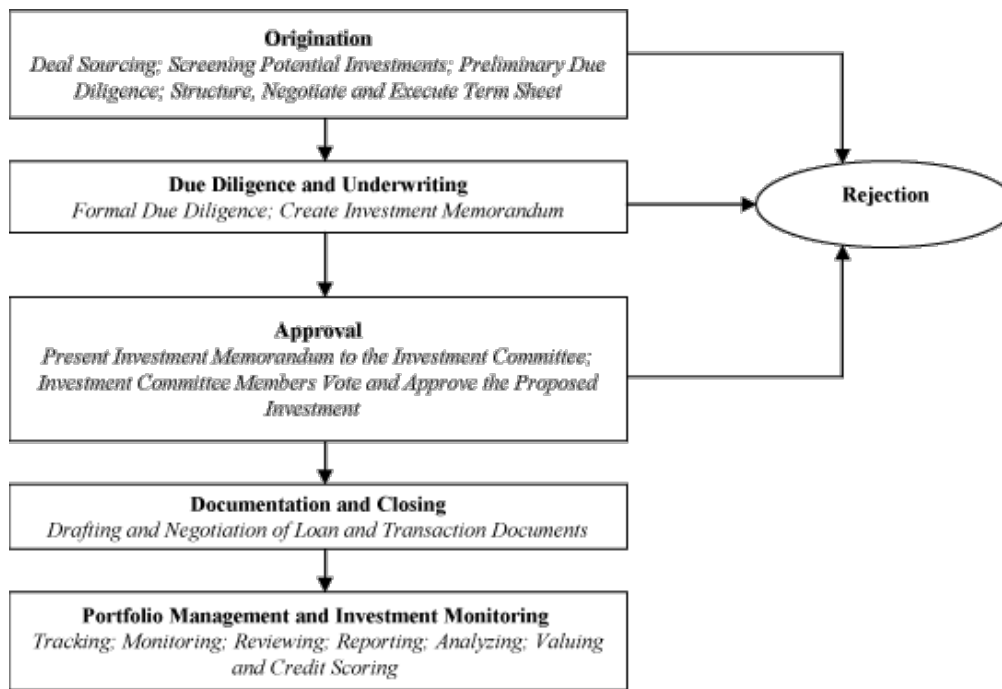 Origination
Deal Sourcing; Screening Potential Investments; Preliminary Due
Diligence; Structure, Negotiate and Execute Term Sheet
Due Diligence and Underwriting
Formal Due Diligence; Create Investment Memorandum
Rejection
Approval
Present Investment Memorandum to the Investment Committee;
Investment Committee Members Vote and Approve the Proposed
Investment
Documentation and Closing
Drafting and Negotiation of Loan and Transaction Documents
Portfolio Management and Investment Monitoring
Tracking; Monitoring; Reviewing; Reporting; Analyzing; Valuing
and Credit Scoring